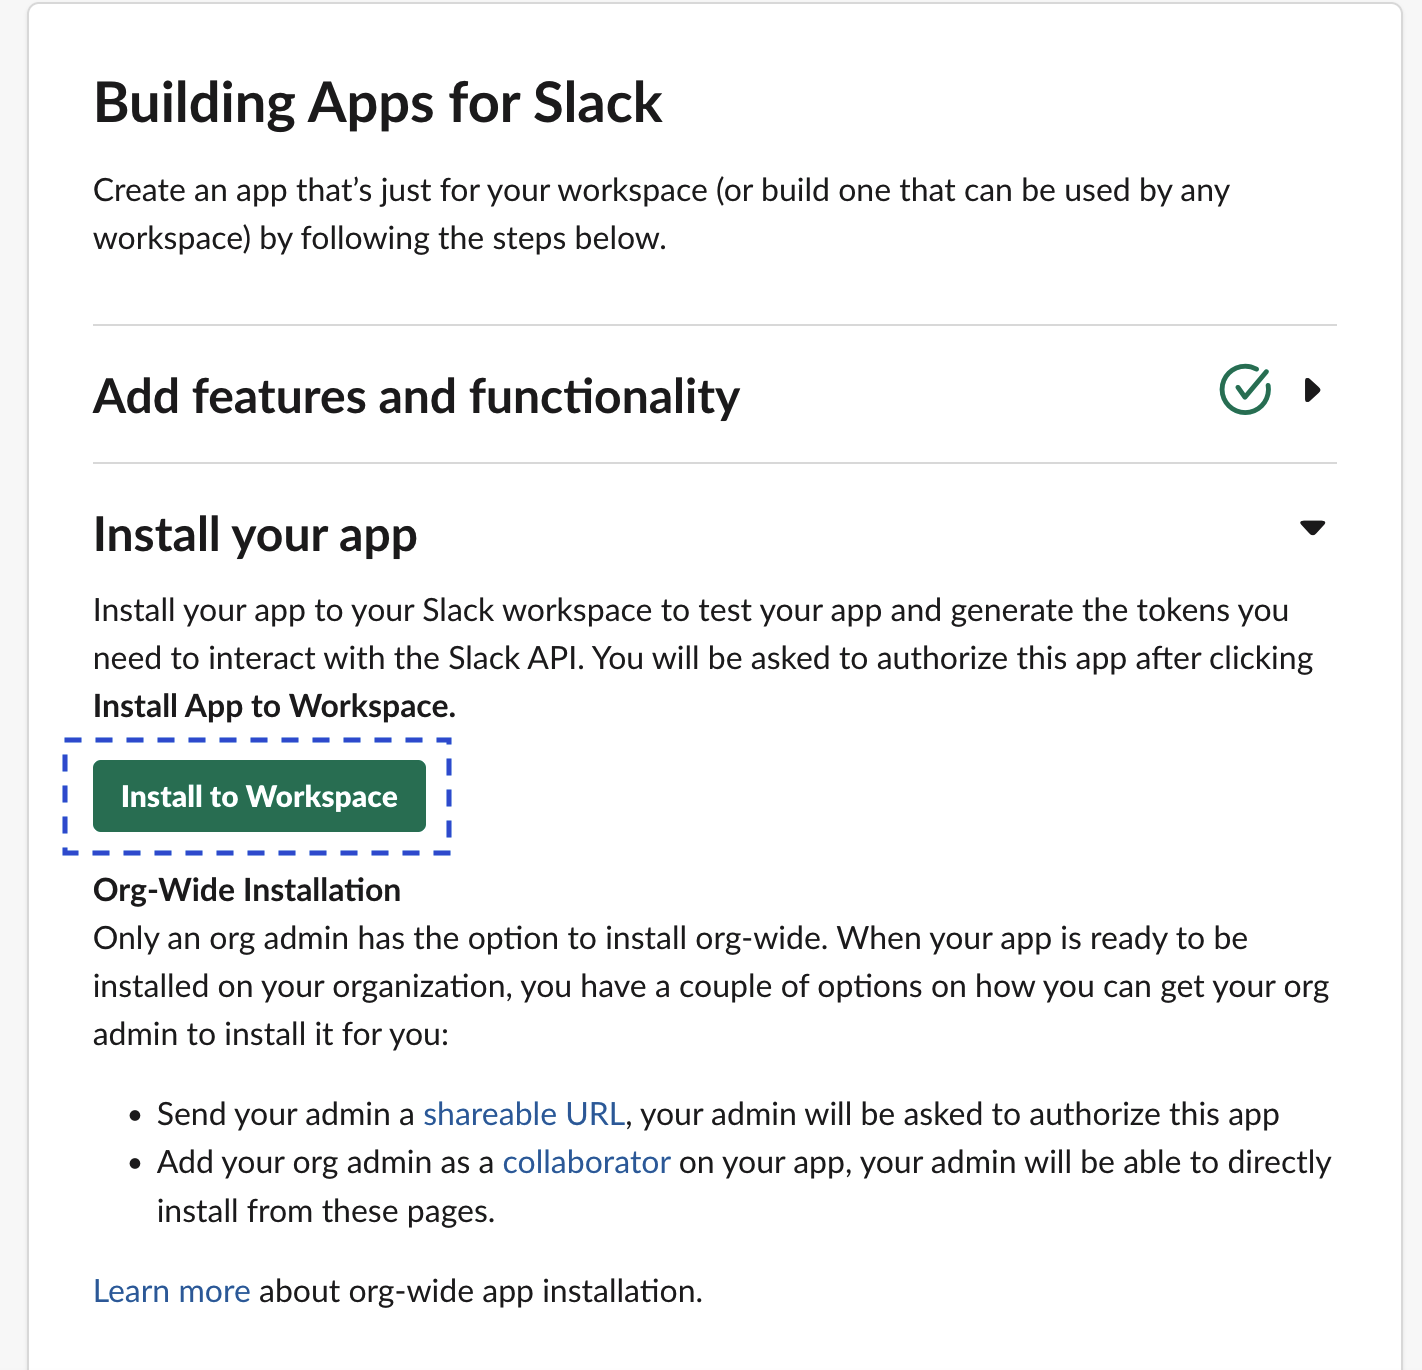 Building Apps for Slack
Create an app that’s just for your workspace (or build one that can be used by any
workspace) by following the steps below.
Add features and functionality
Install your app
Install your app to your Slack workspace to test your app and generate the tokens you
need to interact with the Slack API. You will be asked to authorize this app after clicking
Install App to Workspace.
Install to Workspace
Org-Wide Installation
Only an org admin has the option to install org-wide. When your app is ready to be
installed on your organization, you have a couple of options on how you can get your org
admin to install it for you:
• Send your admin a shareable URL, your admin will be asked to authorize this app
• Add your org admin as a collaborator on your app, your admin will be able to directly
install from these pages.
Learn more about org-wide app installation.